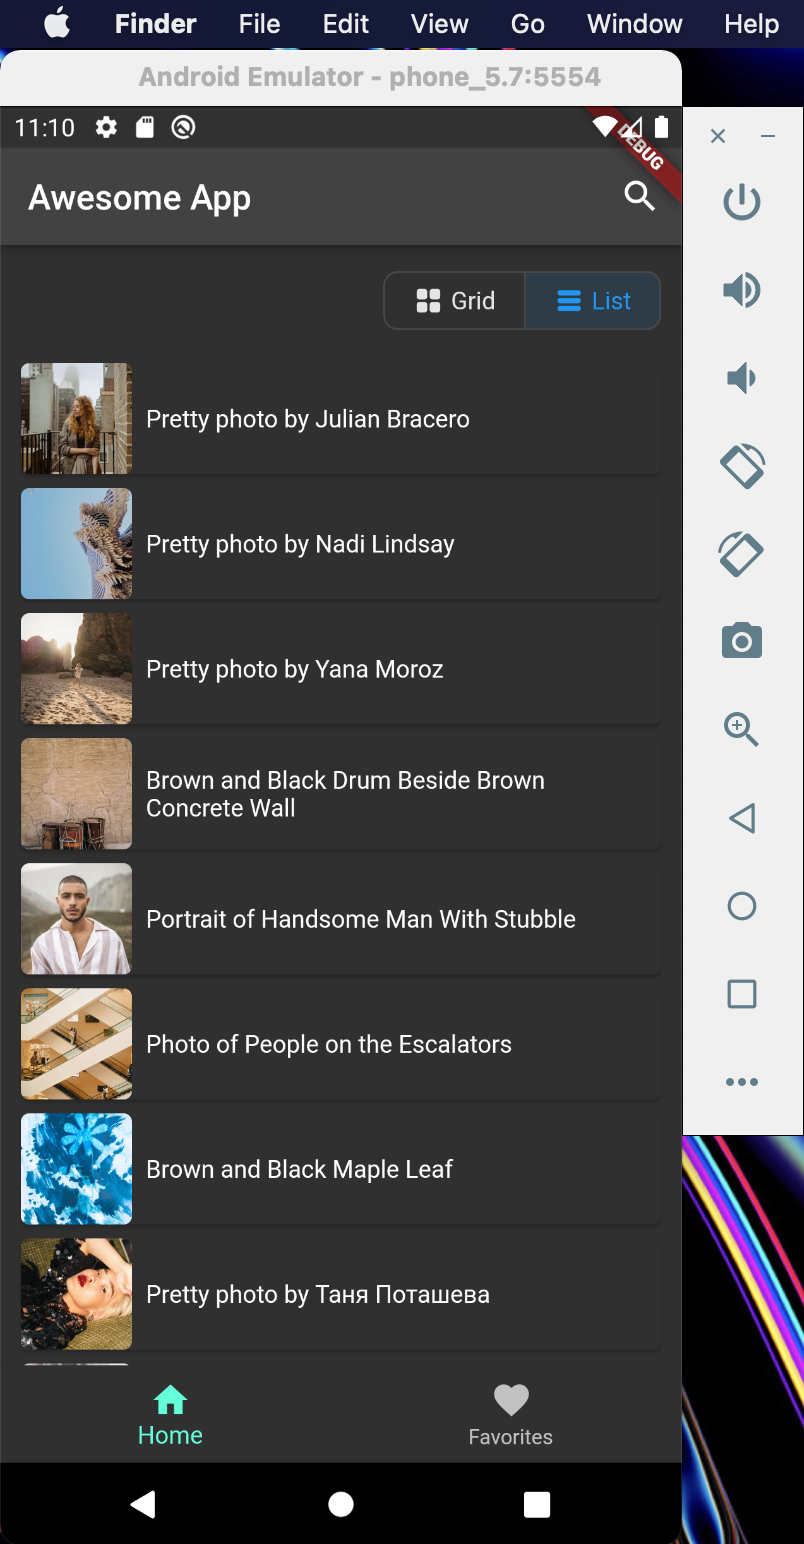 Finder File Edit View Go Window Help
Android Emulator - phone_5.7:5554
11:10
DEBUG
Awesome App
Grid List
Pretty photo by Julian Bracero
Pretty photo by Nadi Lindsay
Pretty photo by Yana Moroz
Brown and Black Drum Beside Brown
Concrete Wall
Portrait of Handsome Man With Stubble
Photo of People on the Escalators
Brown and Black Maple Leaf
Pretty photo by Таня Поташева
Home Favorites